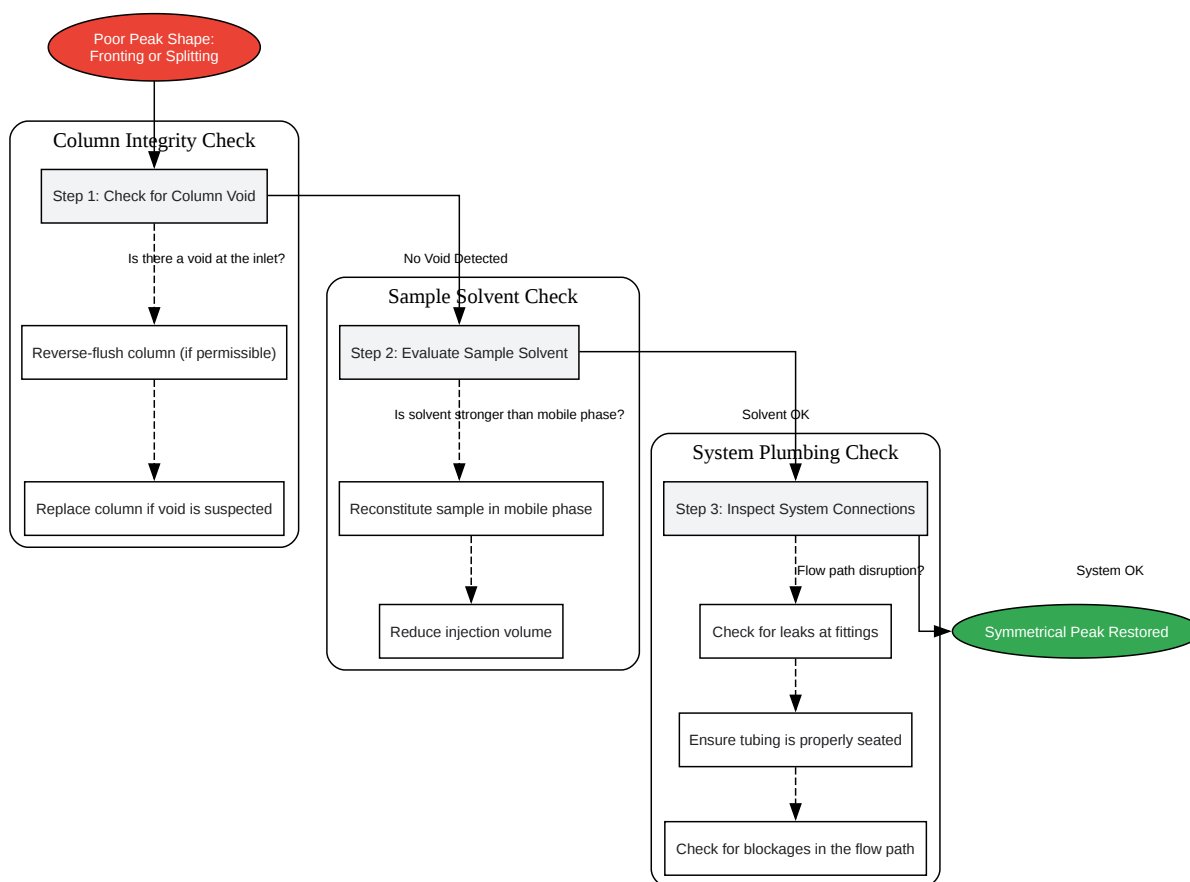 Poor Peak Shape:
Fronting or Splitting
Column Integrity Check
Step 1: Check for Column Void
Is there a void at the inlet?
No Void Detected
Sample Solvent Check
Reverse-flush column (if permissible)
Step 2: Evaluate Sample Solvent
Is solvent stronger than mobile phase?
Solvent OK
System Plumbing Check
Replace column if void is suspected
Reconstitute sample in mobile phase
Step 3: Inspect System Connections
Flow path disruption?
System OK
Reduce injection volume
Check for leaks at fittings
Symmetrical Peak Restored
Ensure tubing is properly seated
Check for blockages in the flow path